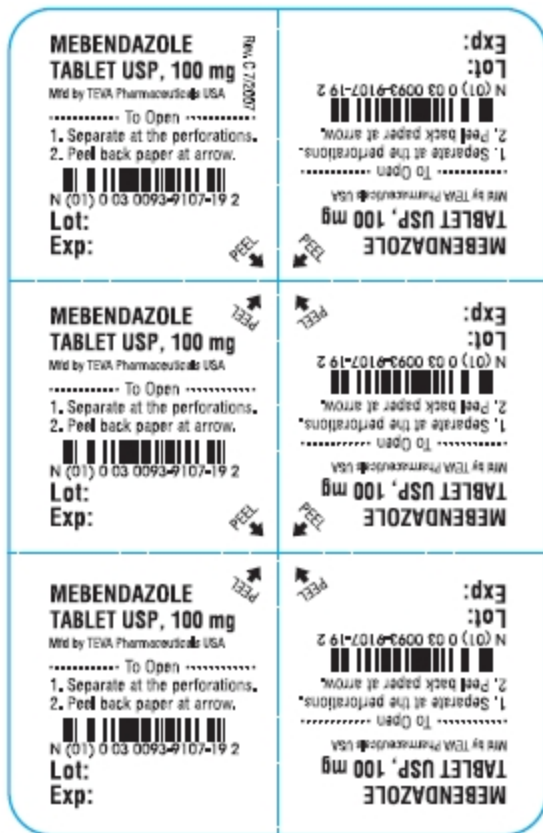 MEBENDAZOLE
TABLET USP, 100 mg
Mfd by TEVA Pharmaceuticals USA
To Open
1. Separate at the perforations.
2. Peel back paper at arrow.
N (01) 0 03 0093-9107-19 2
Lot:
Exp:
PEEL
Rev. C 7/2007
MEBENDAZOLE
TABLET USP, 100 mg
Mfd by TEVA Pharmaceuticals USA
To Open
1. Separate at the perforations.
2. Peel back paper at arrow.
N (01) 0 03 0093-9107-19 2
Lot:
Exp:
PEEL
PEEL
MEBENDAZOLE
TABLET USP, 100 mg
Mfd by TEVA Pharmaceuticals USA
To Open
1. Separate at the perforations.
2. Peel back paper at arrow.
N (01) 0 03 0093-9107-19 2
Lot:
Exp:
PEEL
PEEL
MEBENDAZOLE
TABLET USP, 100 mg
Mfd by TEVA Pharmaceuticals USA
To Open
1. Separate at the perforations.
2. Peel back paper at arrow.
N (01) 0 03 0093-9107-19 2
Lot:
Exp:
PEEL
MEBENDAZOLE
TABLET USP, 100 mg
Mfd by TEVA Pharmaceuticals USA
To Open
1. Separate at the perforations.
2. Peel back paper at arrow.
N (01) 0 03 0093-9107-19 2
Lot:
Exp:
PEEL
PEEL
MEBENDAZOLE
TABLET USP, 100 mg
Mfd by TEVA Pharmaceuticals USA
To Open
1. Separate at the perforations.
2. Peel back paper at arrow.
N (01) 0 03 0093-9107-19 2
Lot:
Exp:
PEEL